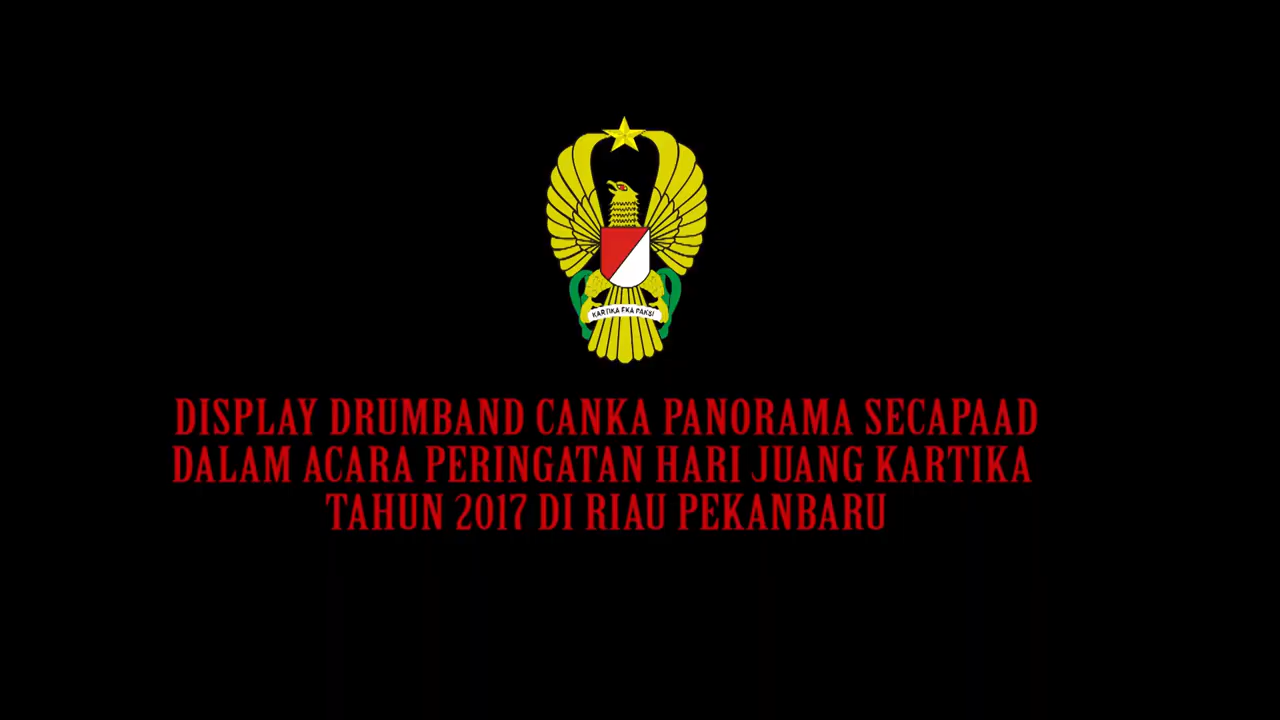 KARTIKA EKA PAKSI
DISPLAY DRUMBAND CANKA PANORAMA SECAPAAD
DALAM ACARA PERINGATAN HARI JUANG KARTIKA
TAHUN 2017 DI RIAU PEKANBARU